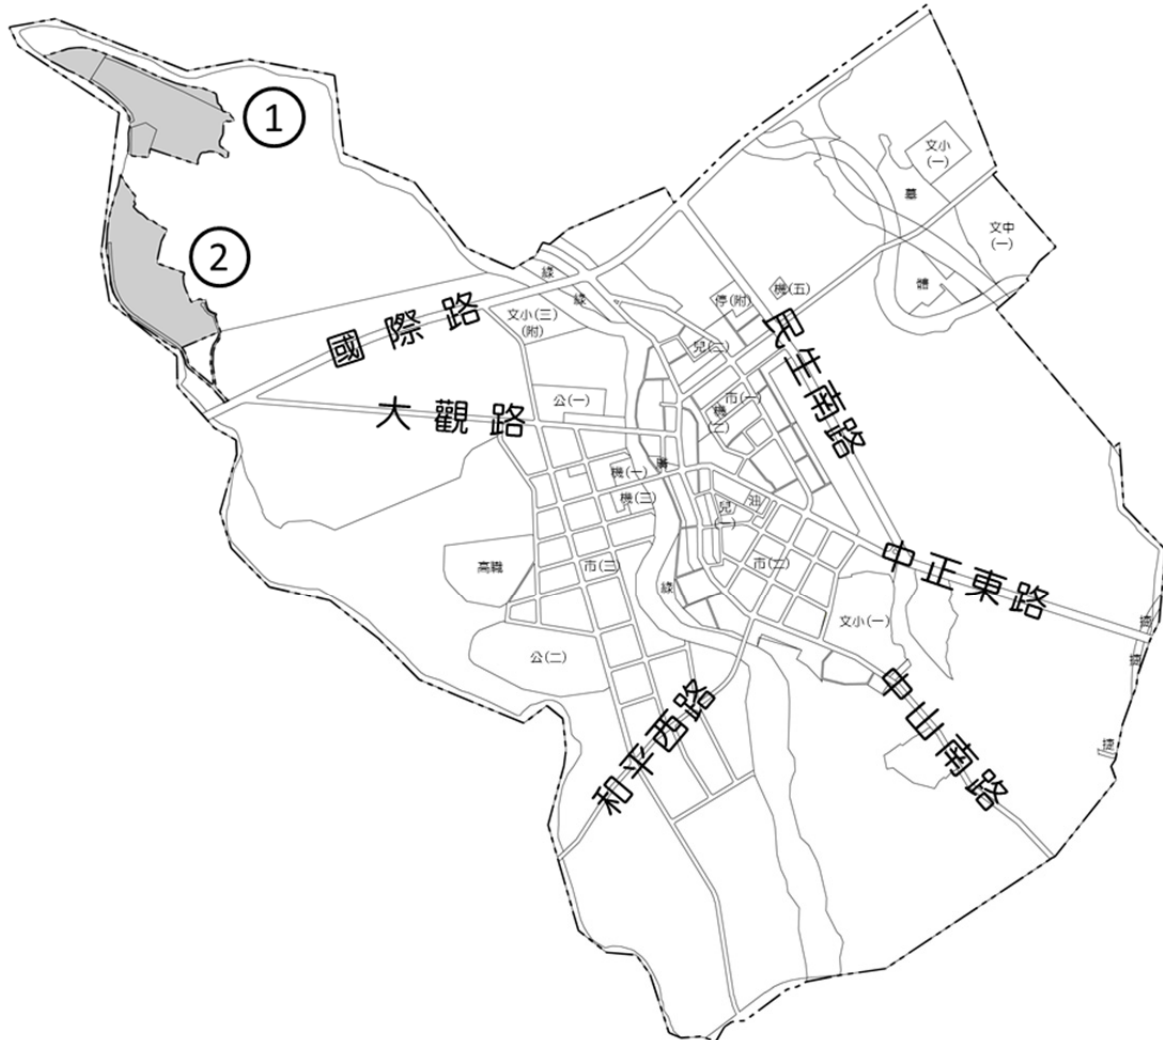 ①
文小
(一)
墓
文中
(一)
②
綠
體
機(五)
綠
停(附)
國際路
文小(三)
(附)
民生南路
兒(二)
公(一)
市(一)
機
(二)
大觀路
機(一)
機(三)
兒
(一)
油
高職
市(三)
市(二)
中正東路
綠
文小(一)
公(二)
中山南路
和平西路